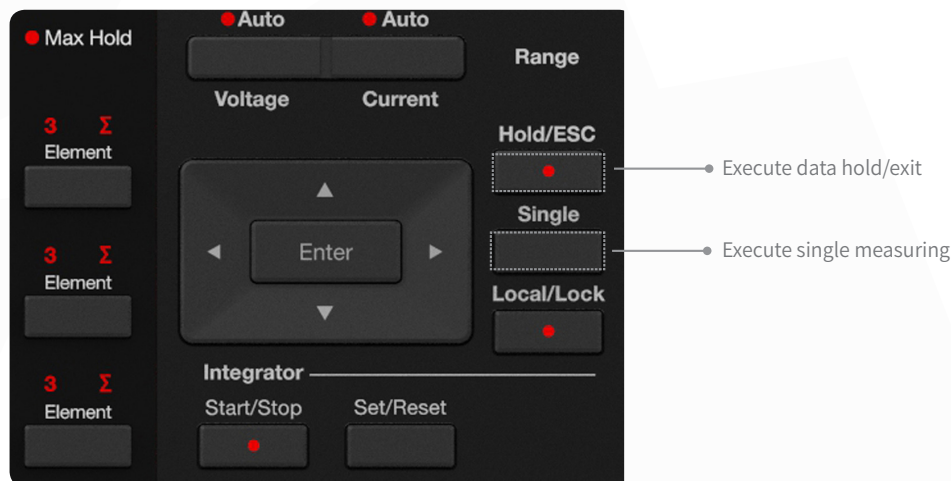 Max Hold
Auto
Auto
Voltage
Current
Range
3 Σ
Element
3 Σ
Element
3 Σ
Element
Enter
Hold/ESC
Execute data hold/exit
Single
Execute single measuring
Local/Lock
Integrator
Start/Stop
Set/Reset